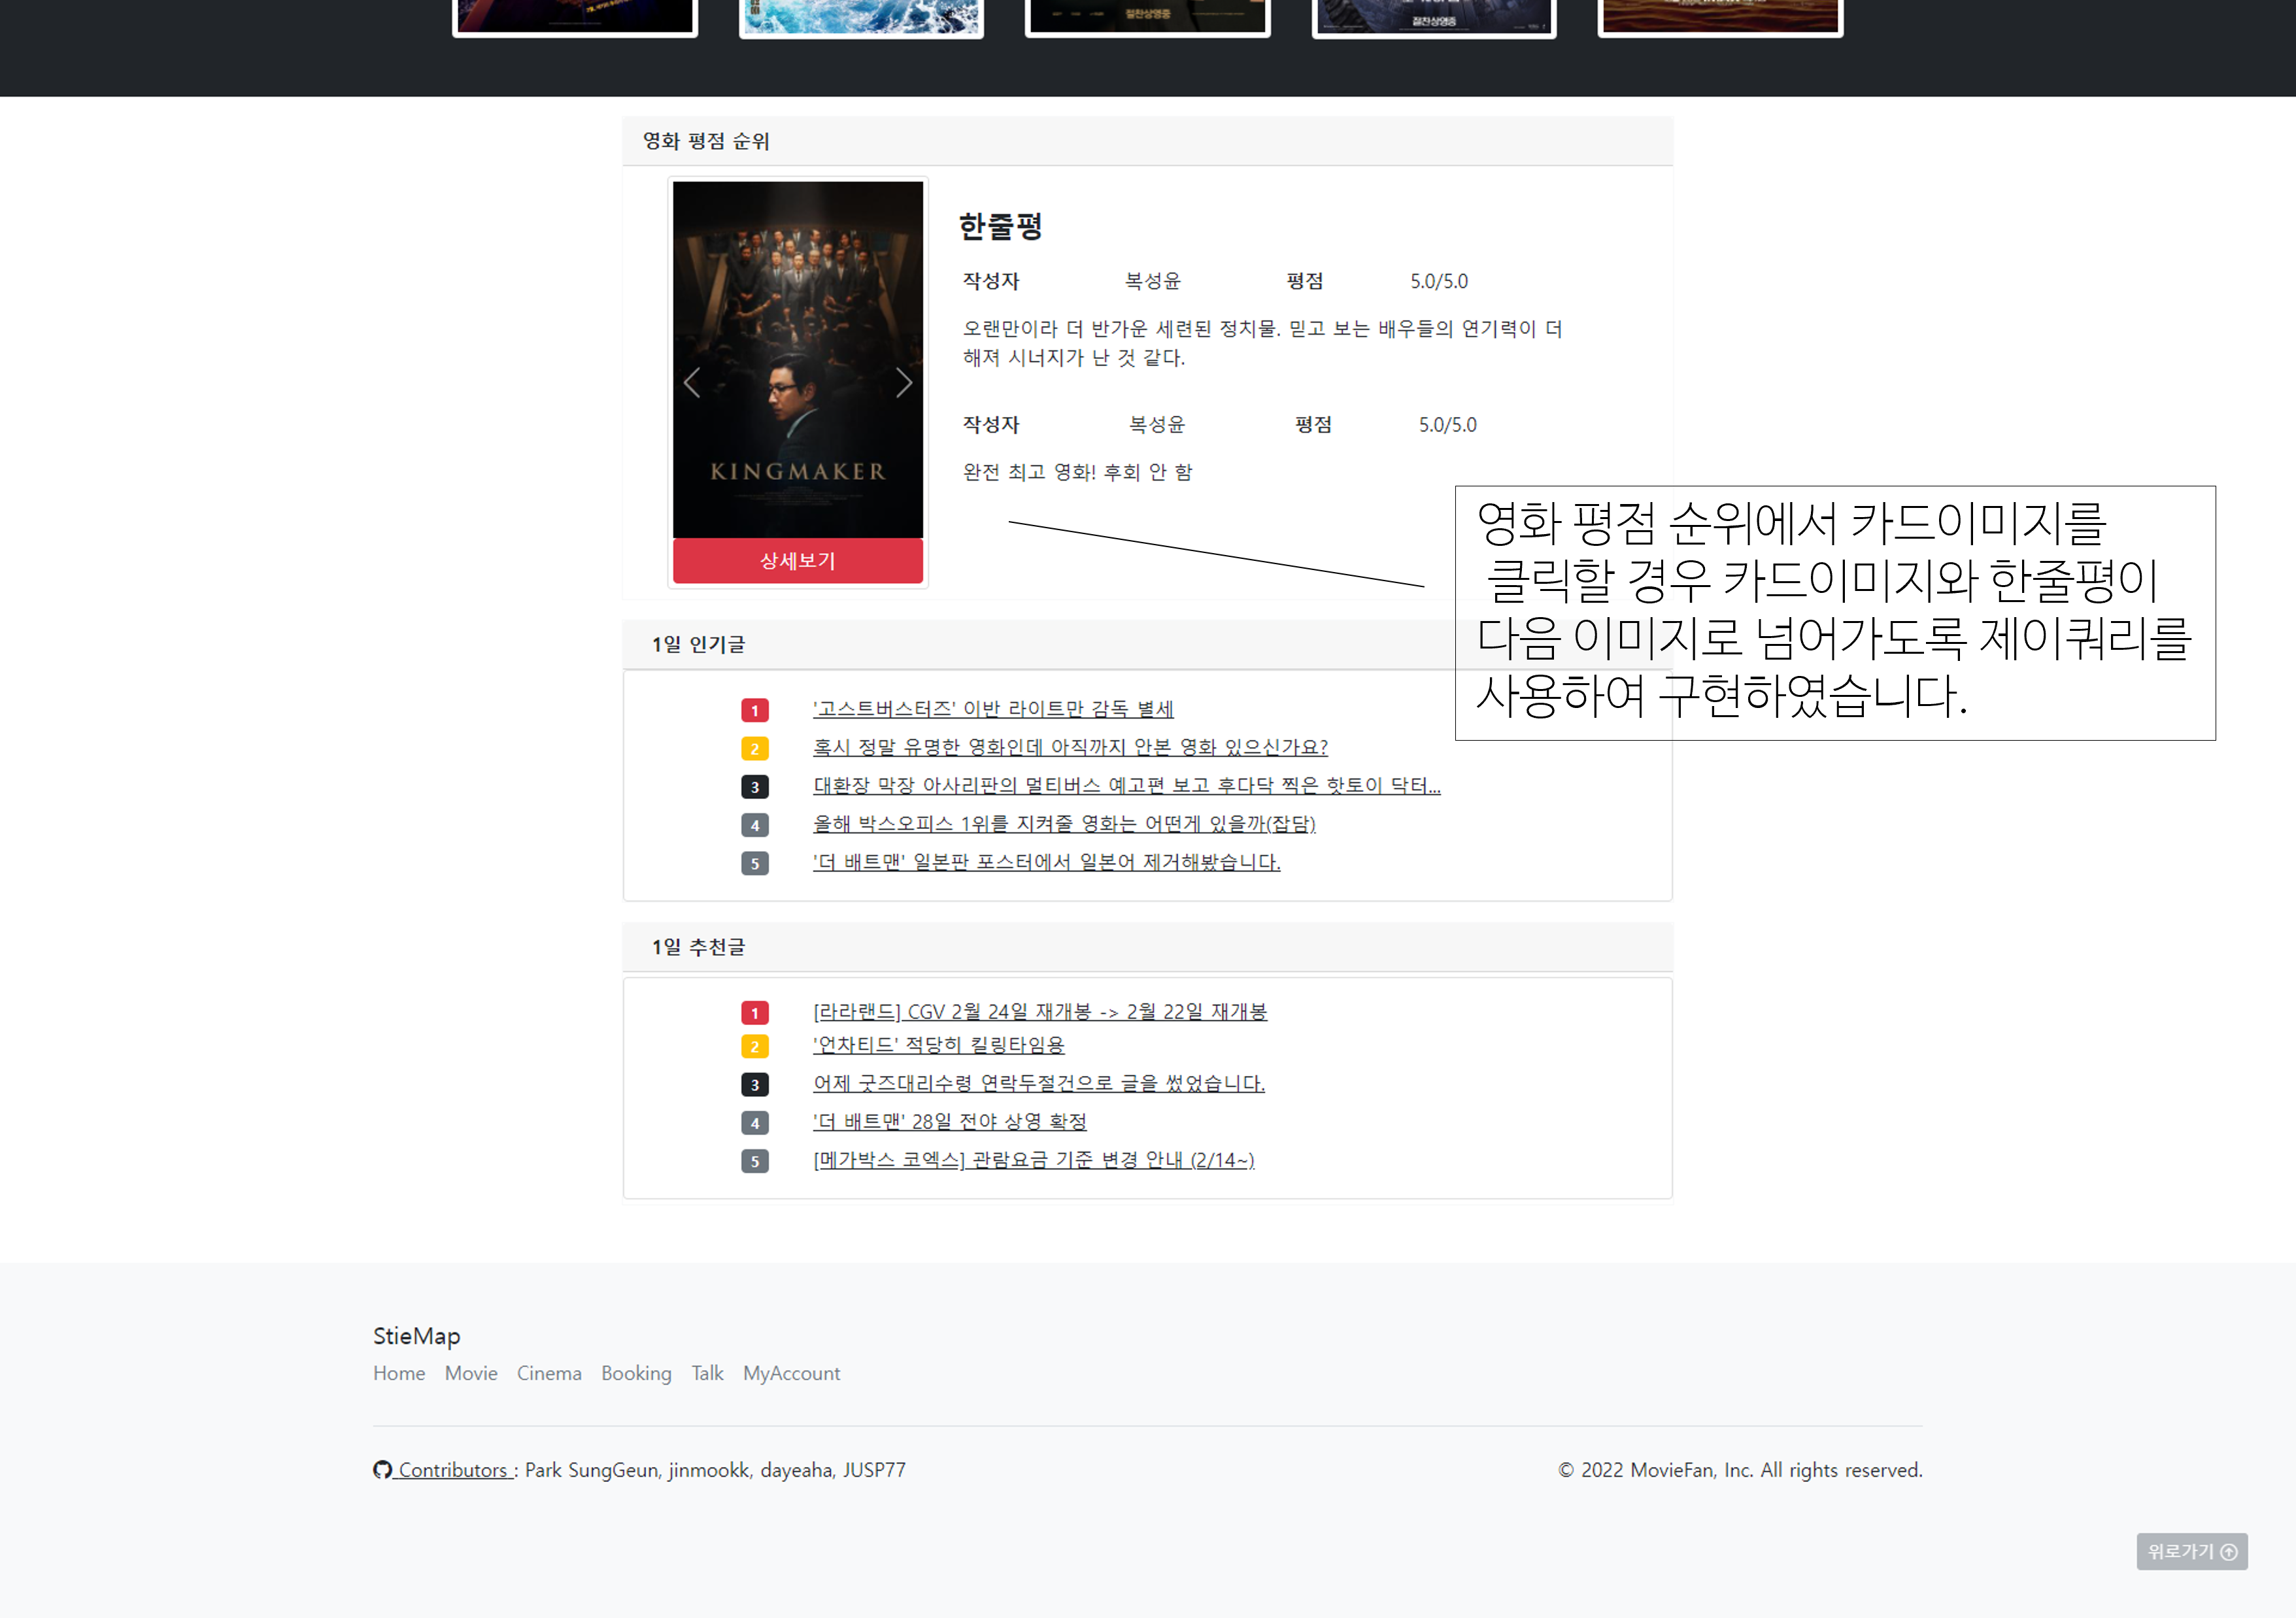 절찬상영중
절찬상영중
영화 평점 순위
한줄평
작성자 복성윤 평점 5.0/5.0
오랜만이라 더 반가운 세련된 정치물. 믿고 보는 배우들의 연기력이 더
해져 시너지가 난 것 같다.
작성자 복성윤 평점 5.0/5.0
완전 최고 영화! 후회 안 함
KINGMAKER
상세보기
영화 평점 순위에서 카드이미지를
클릭할 경우 카드이미지와 한줄평이
다음 이미지로 넘어가도록 제이쿼리를
사용하여 구현하였습니다.
1일 인기글
1 '고스트버스터즈' 이반 라이트만 감독 별세
2 혹시 정말 유명한 영화인데 아직까지 안본 영화 있으신가요?
3 대환장 막장 아사리판의 멀티버스 예고편 보고 후다닥 찍은 핫토이 닥터...
4 올해 박스오피스 1위를 지켜줄 영화는 어떤게 있을까(잡담)
5 '더 배트맨' 일본판 포스터에서 일본어 제거해봤습니다.
1일 추천글
1 [라라랜드] CGV 2월 24일 재개봉 -> 2월 22일 재개봉
2 '언차티드' 적당히 킬링타임용
3 어제 굿즈대리수령 연락두절건으로 글을 썼었습니다.
4 '더 배트맨' 28일 전야 상영 확정
5 [메가박스 코엑스] 관람요금 기준 변경 안내 (2/14~)
StieMap
Home Movie Cinema Booking Talk MyAccount
Contributors : Park SungGeun, jinmookk, dayeaha, JUSP77
© 2022 MovieFan, Inc. All rights reserved.
위로가기